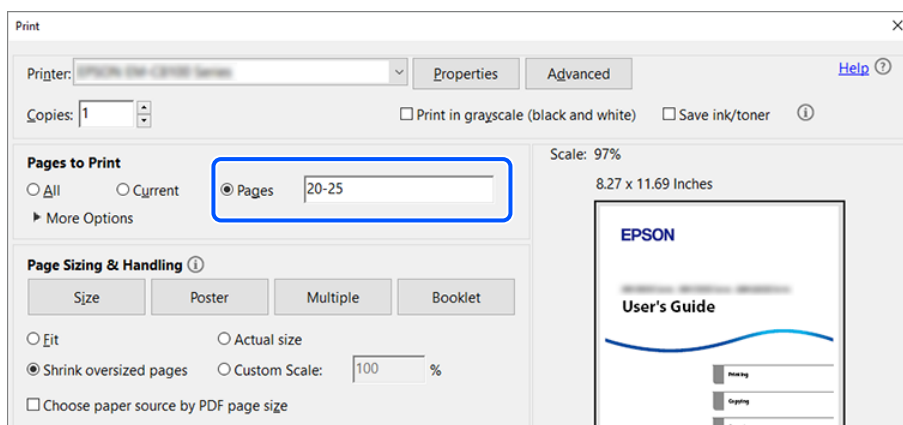 Print
Printer: Properties Advanced Help
Copies: 1 Print in grayscale (black and white) Save ink/toner
Pages to Print
All Current Pages 20-25
More Options
Scale: 97%
8.27 x 11.69 Inches
EPSON
User's Guide
Printing
Copying
Page Sizing & Handling
Size Poster Multiple Booklet
Fit Actual size
Shrink oversized pages Custom Scale: 100 %
Choose paper source by PDF page size